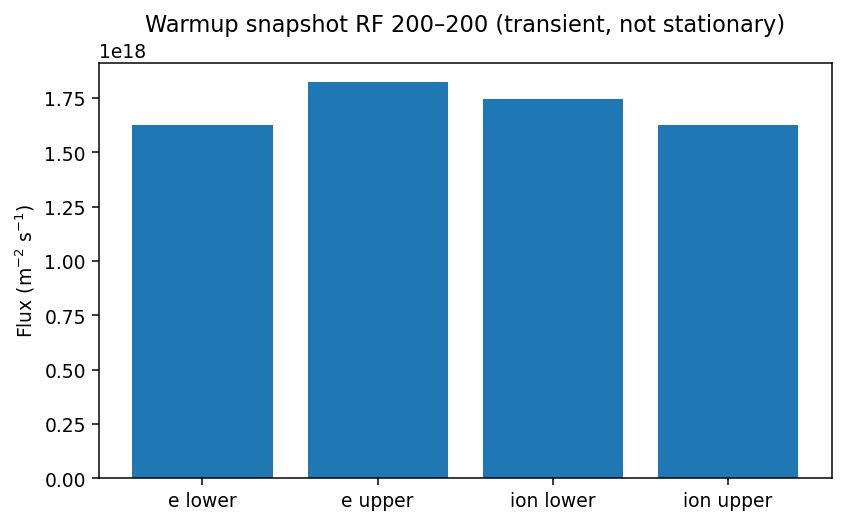 Warmup snapshot RF 200–200 (transient, not stationary)
1e18
1.75
1.50
1.25
1.00
0.75
0.50
0.25
0.00
Flux (m⁻² s⁻¹)
e lower
e upper
ion lower
ion upper